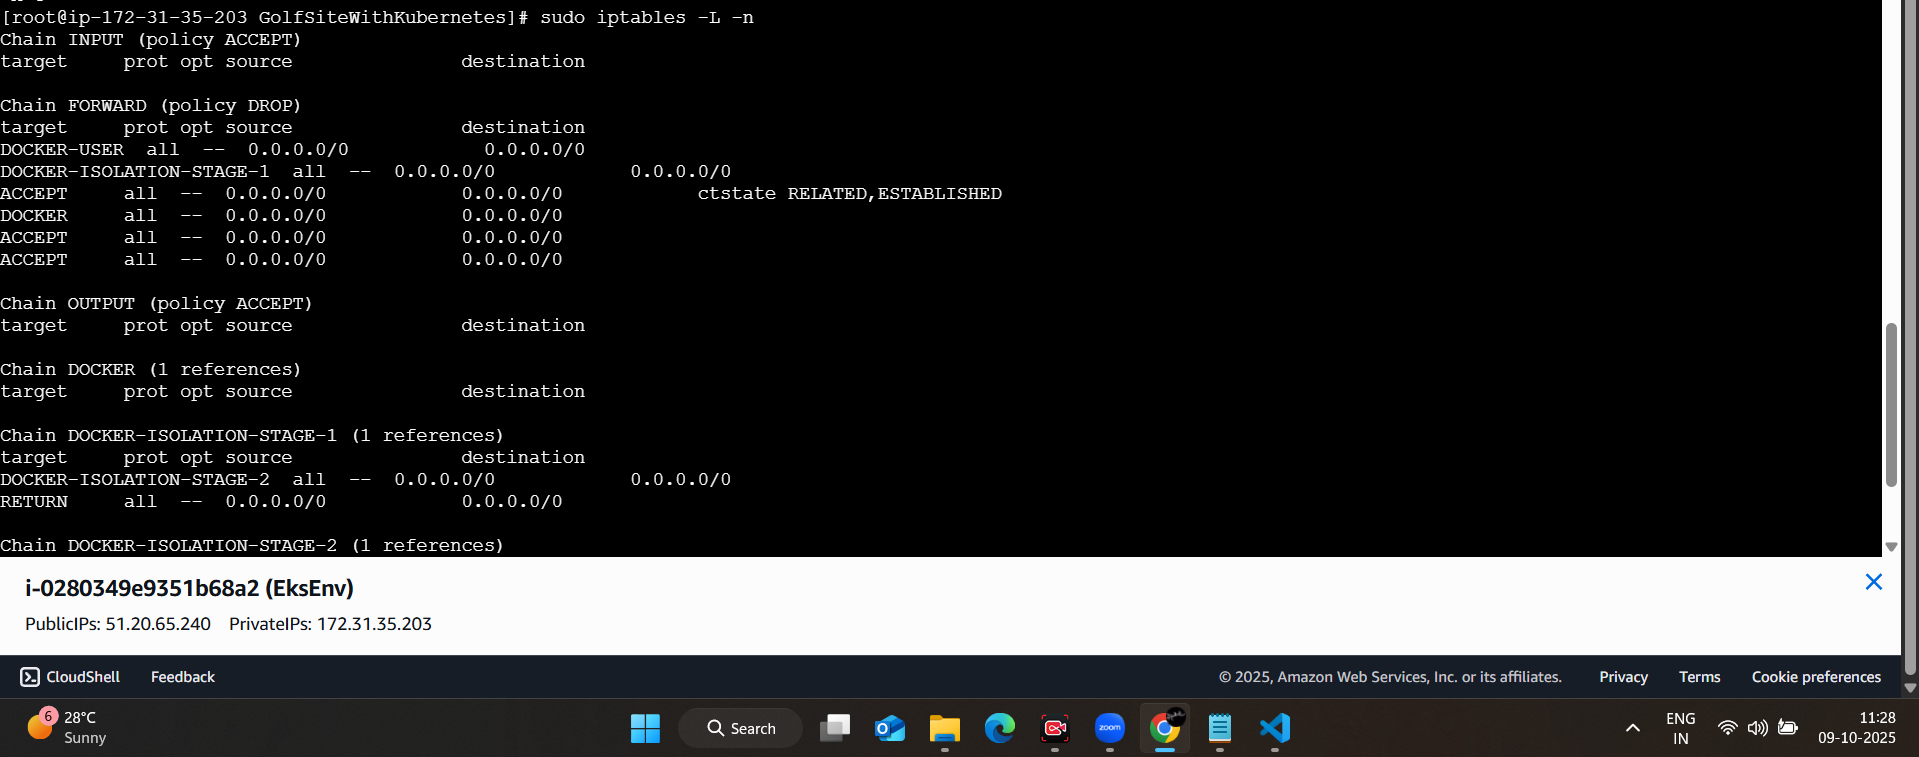 [root@ip-172-31-35-203 GolfSiteWithKubernetes]# sudo iptables -L -n
Chain INPUT (policy ACCEPT)
target     prot opt source               destination

Chain FORWARD (policy DROP)
target     prot opt source               destination
DOCKER-USER  all  --  0.0.0.0/0            0.0.0.0/0
DOCKER-ISOLATION-STAGE-1  all  --  0.0.0.0/0            0.0.0.0/0
ACCEPT     all  --  0.0.0.0/0            0.0.0.0/0            ctstate RELATED,ESTABLISHED
DOCKER     all  --  0.0.0.0/0            0.0.0.0/0
ACCEPT     all  --  0.0.0.0/0            0.0.0.0/0
ACCEPT     all  --  0.0.0.0/0            0.0.0.0/0

Chain OUTPUT (policy ACCEPT)
target     prot opt source               destination

Chain DOCKER (1 references)
target     prot opt source               destination

Chain DOCKER-ISOLATION-STAGE-1 (1 references)
target     prot opt source               destination
DOCKER-ISOLATION-STAGE-2  all  --  0.0.0.0/0            0.0.0.0/0
RETURN     all  --  0.0.0.0/0            0.0.0.0/0

Chain DOCKER-ISOLATION-STAGE-2 (1 references)
i-0280349e9351b68a2 (EksEnv)
PublicIPs: 51.20.65.240    PrivateIPs: 172.31.35.203
CloudShell    Feedback    © 2025, Amazon Web Services, Inc. or its affiliates.    Privacy    Terms    Cookie preferences
6
28°C
Sunny
Search
zoom
ENG
IN
11:28
09-10-2025